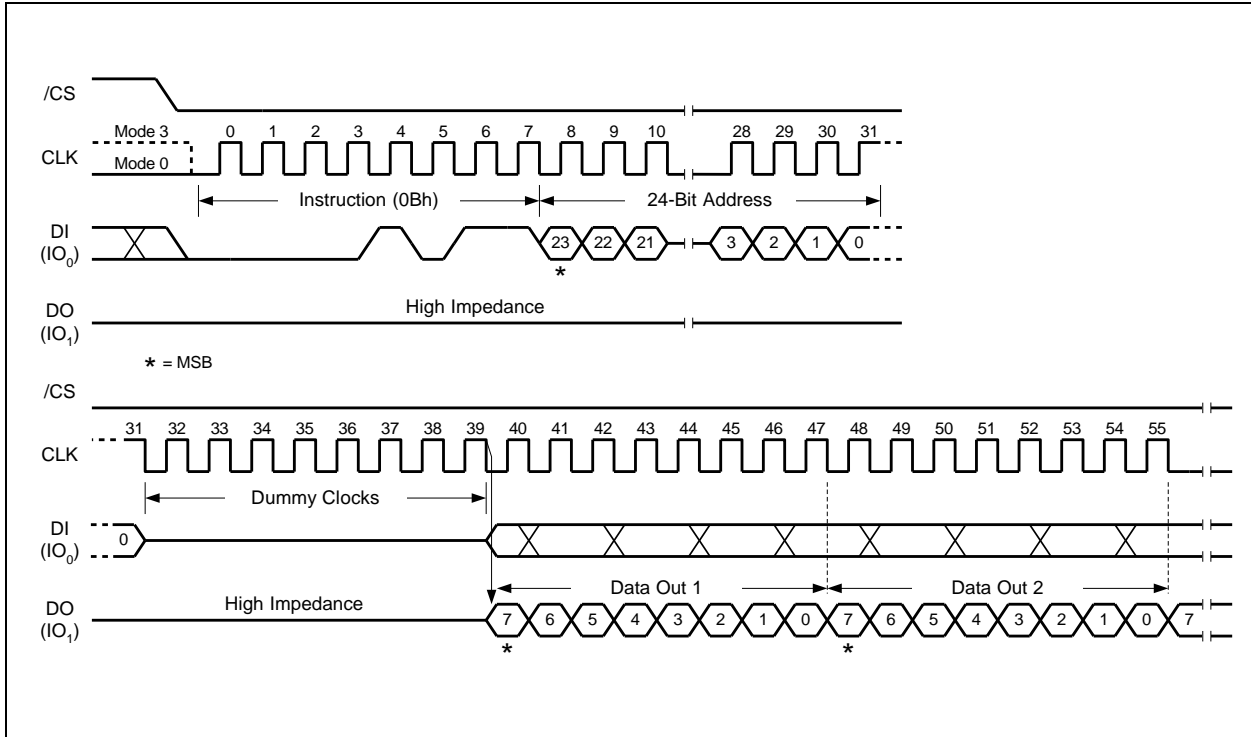 /CS
Mode 3 0 1 2 3 4 5 6 7 8 9 10 28 29 30 31
CLK
Mode 0
Instruction (0Bh) 24-Bit Address
DI
(IO0) 23 22 21 3 2 1 0
*
DO High Impedance
(IO1)
* = MSB
/CS
31 32 33 34 35 36 37 38 39 40 41 42 43 44 45 46 47 48 49 50 51 52 53 54 55
CLK
Dummy Clocks
DI
(IO0) 0
Data Out 1 Data Out 2
DO High Impedance
(IO1) 7 6 5 4 3 2 1 0 7 6 5 4 3 2 1 0 7
* *